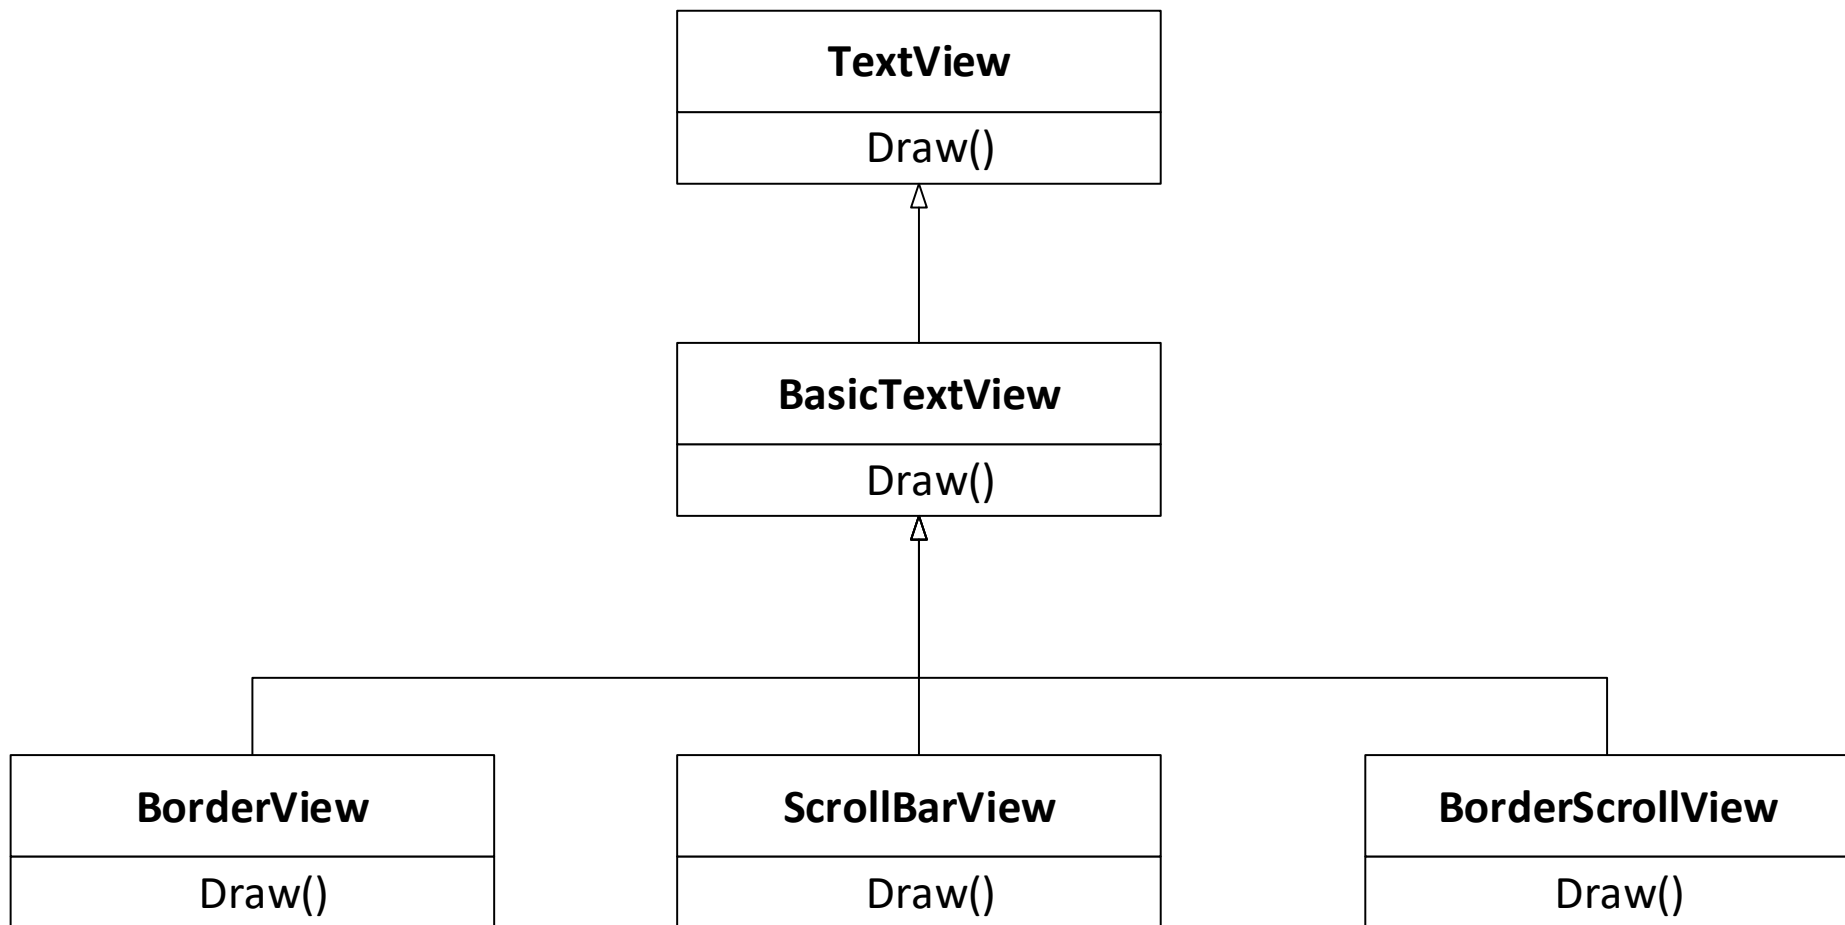 TextView
Draw()
BasicTextView
Draw()
BorderView
ScrollBarView
BorderScrollView
Draw()
Draw()
Draw()